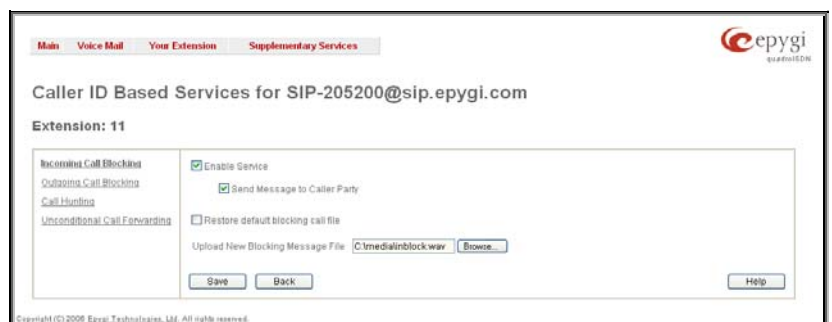 Main Voice Mail Your Extension Supplementary Services
epygi
quadroISDN
Caller ID Based Services for SIP-205200@sip.epygi.com
Extension: 11
Incoming Call Blocking
Outgoing Call Blocking
Call Hunting
Unconditional Call Forwarding
Enable Service
Send Message to Caller Party
Restore default blocking call file
Upload New Blocking Message File C:\media\inblock.wav Browse...
Save Back Help
Copyright (C) 2006 Epygi Technologies, Ltd. All rights reserved.